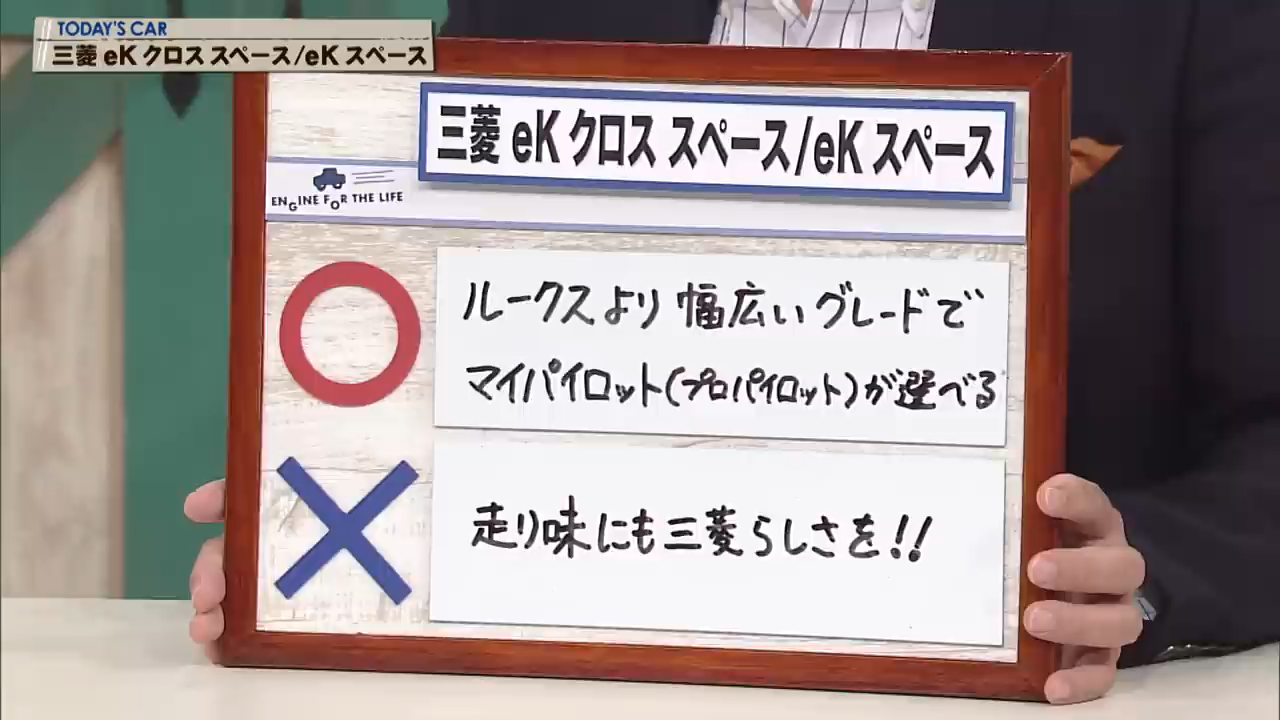 TODAY'S CAR
三菱 eK クロス スペース/eK スペース
三菱 eK クロス スペース/eK スペース
ENGINE FOR THE LIFE
ルークスより幅広いグレードで
マイパイロット(プロパイロット)が選べる
走り味にも三菱らしさを!!